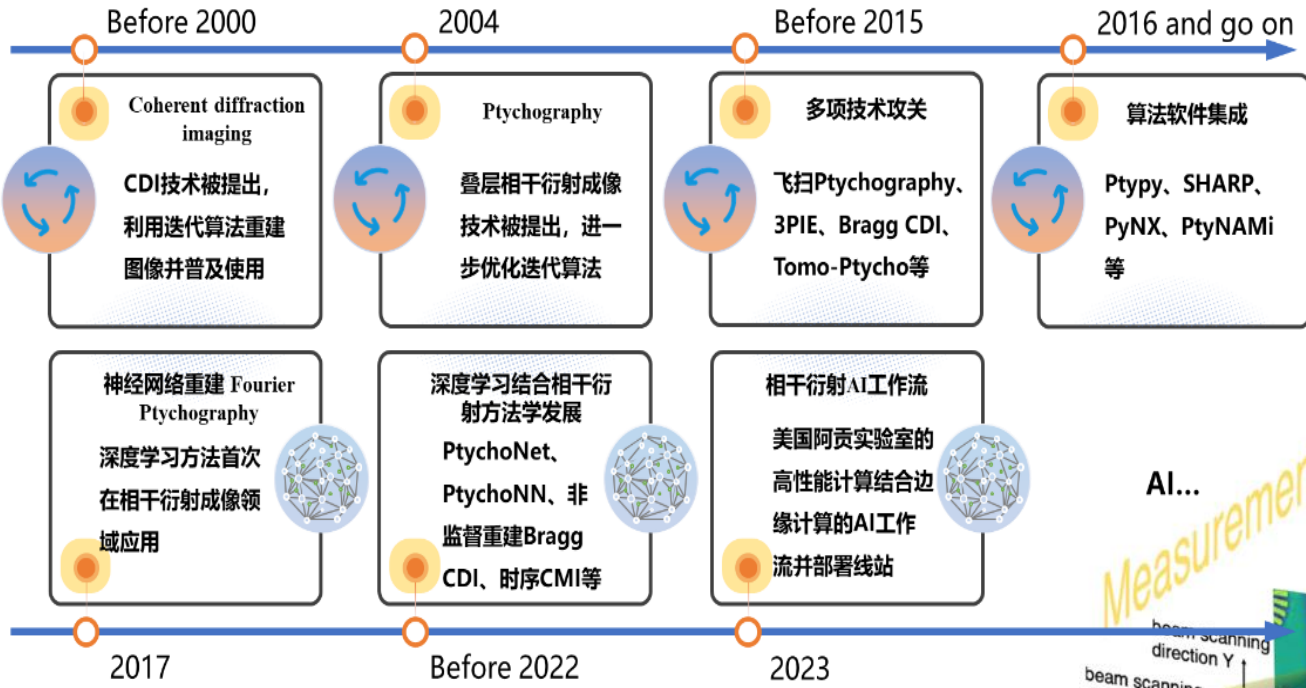 Before 2000
2004
Before 2015
2016 and go on
Coherent diffraction
imaging
CDI技术被提出，
利用迭代算法重建
图像并普及使用
Ptychography
叠层相干衍射成像
技术被提出，进一
步优化迭代算法
多项技术攻关
飞扫Ptychography、
3PIE、Bragg CDI、
Tomo-Ptycho等
算法软件集成
Ptypy、SHARP、
PyNX、PtyNAMi
等
神经网络重建 Fourier
Ptychography
深度学习方法首次
在相干衍射成像领
域应用
深度学习结合相干衍
射方法学发展
PtychoNet、
PtychoNN、非
监督重建Bragg
CDI、时序CMI等
相干衍射AI工作流
美国阿贡实验室的
高性能计算结合边
缘计算的AI工作
流并部署线站
AI...
Measuremen
beam scanning
direction Y
beam scanning
2017
Before 2022
2023